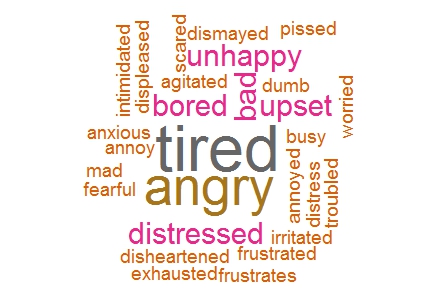 pissed
dismayed
scared
intimidated
displeased
unhappy
agitated
bad
dumb
worried
bored
upset
anxious
annoy
tired
busy
mad
fearful
angry
annoyed
distress
troubled
distressed
irritated
disheartened
frustrated
exhausted
frustrates